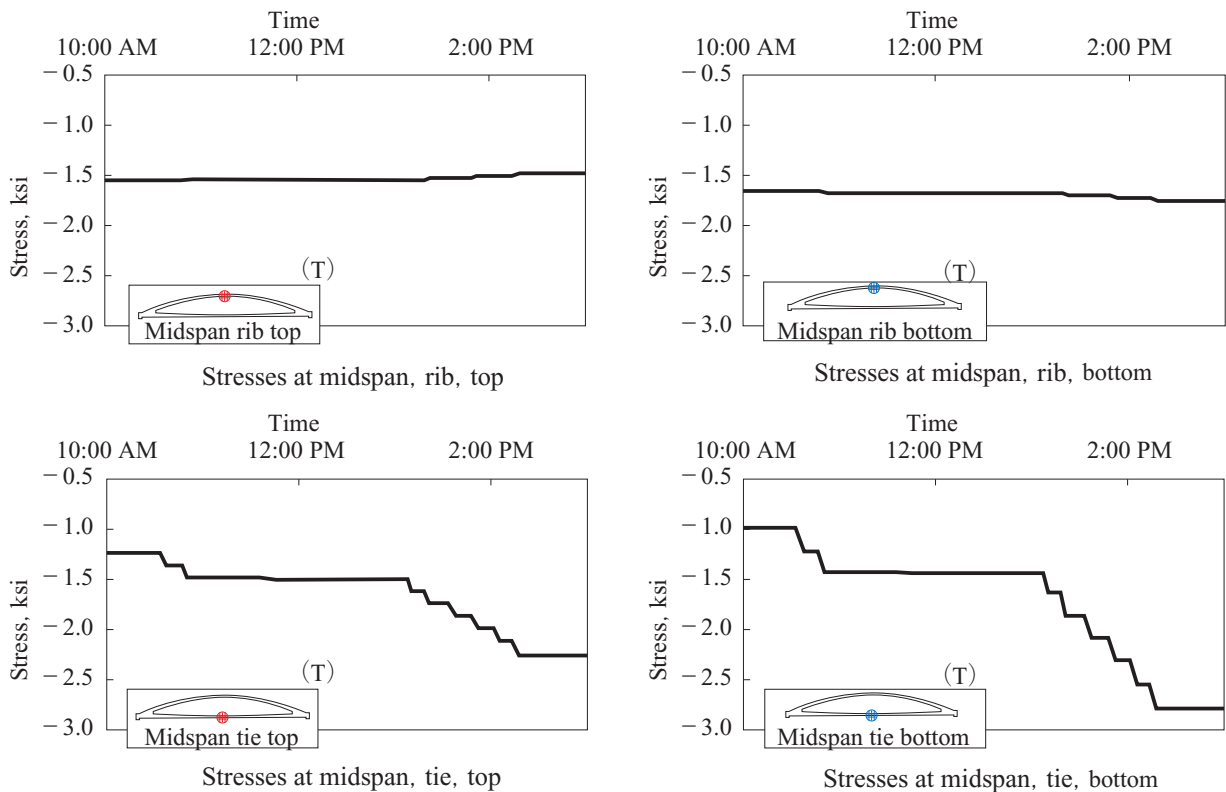 Time
10:00 AM 12:00 PM 2:00 PM
−0.5
−1.0
−1.5
−2.0
−2.5
−3.0
Stress, ksi
(T)
Midspan rib top
Stresses at midspan, rib, top
Time
10:00 AM 12:00 PM 2:00 PM
−0.5
−1.0
−1.5
−2.0
−2.5
−3.0
Stress, ksi
(T)
Midspan rib bottom
Stresses at midspan, rib, bottom
Time
10:00 AM 12:00 PM 2:00 PM
−0.5
−1.0
−1.5
−2.0
−2.5
−3.0
Stress, ksi
(T)
Midspan tie top
Stresses at midspan, tie, top
Time
10:00 AM 12:00 PM 2:00 PM
−0.5
−1.0
−1.5
−2.0
−2.5
−3.0
Stress, ksi
(T)
Midspan tie bottom
Stresses at midspan, tie, bottom